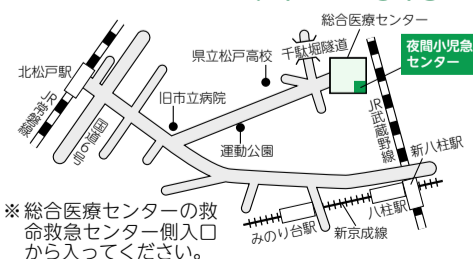 総合医療センター
夜間小児急
センター
千駄堀隧道
県立松戸高校
北松戸駅
JR常磐線
旧市立病院
国道6号
運動公園
JR武蔵野線
新八柱駅
八柱駅
みのり台駅
新京成線
※総合医療センターの救
命救急センター側入口
から入ってください。